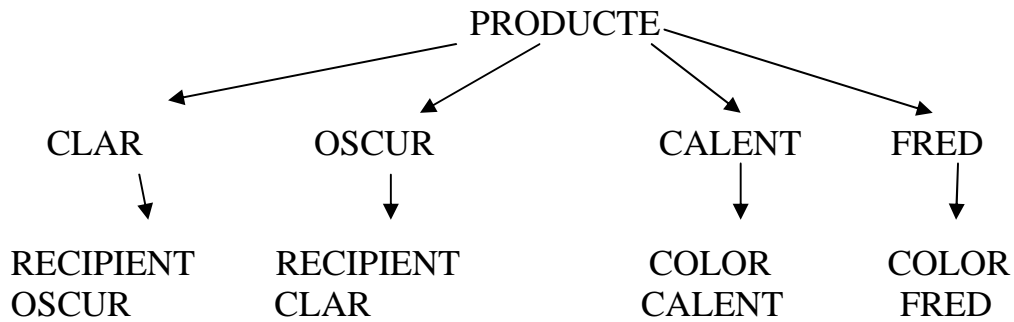 PRODUCTE
CLAR OSCUR CALENT FRED
RECIPIENT RECIPIENT COLOR COLOR
OSCUR CLAR CALENT FRED